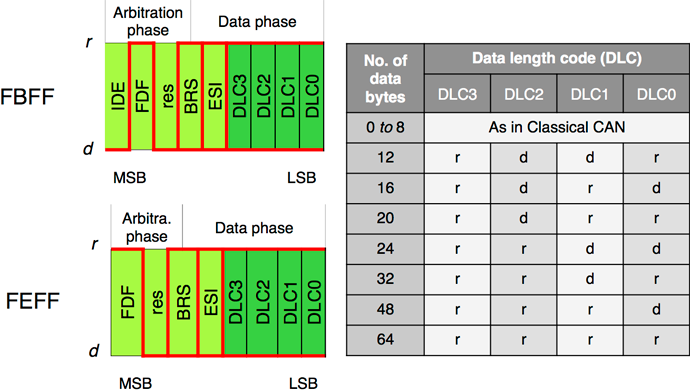 Arbitration
phase
Data phase
r
FBFF
IDE
FDF
res
BRS
ESI
DLC3
DLC2
DLC1
DLC0
d
MSB
LSB
Arbitra.
phase
Data phase
r
FEFF
FDF
res
BRS
ESI
DLC3
DLC2
DLC1
DLC0
d
MSB
LSB
No. of
data
bytes
Data length code (DLC)
DLC3 DLC2 DLC1 DLC0
0 to 8 As in Classical CAN
12 r d d r
16 r d r d
20 r d r r
24 r r d d
32 r r d r
48 r r r d
64 r r r r